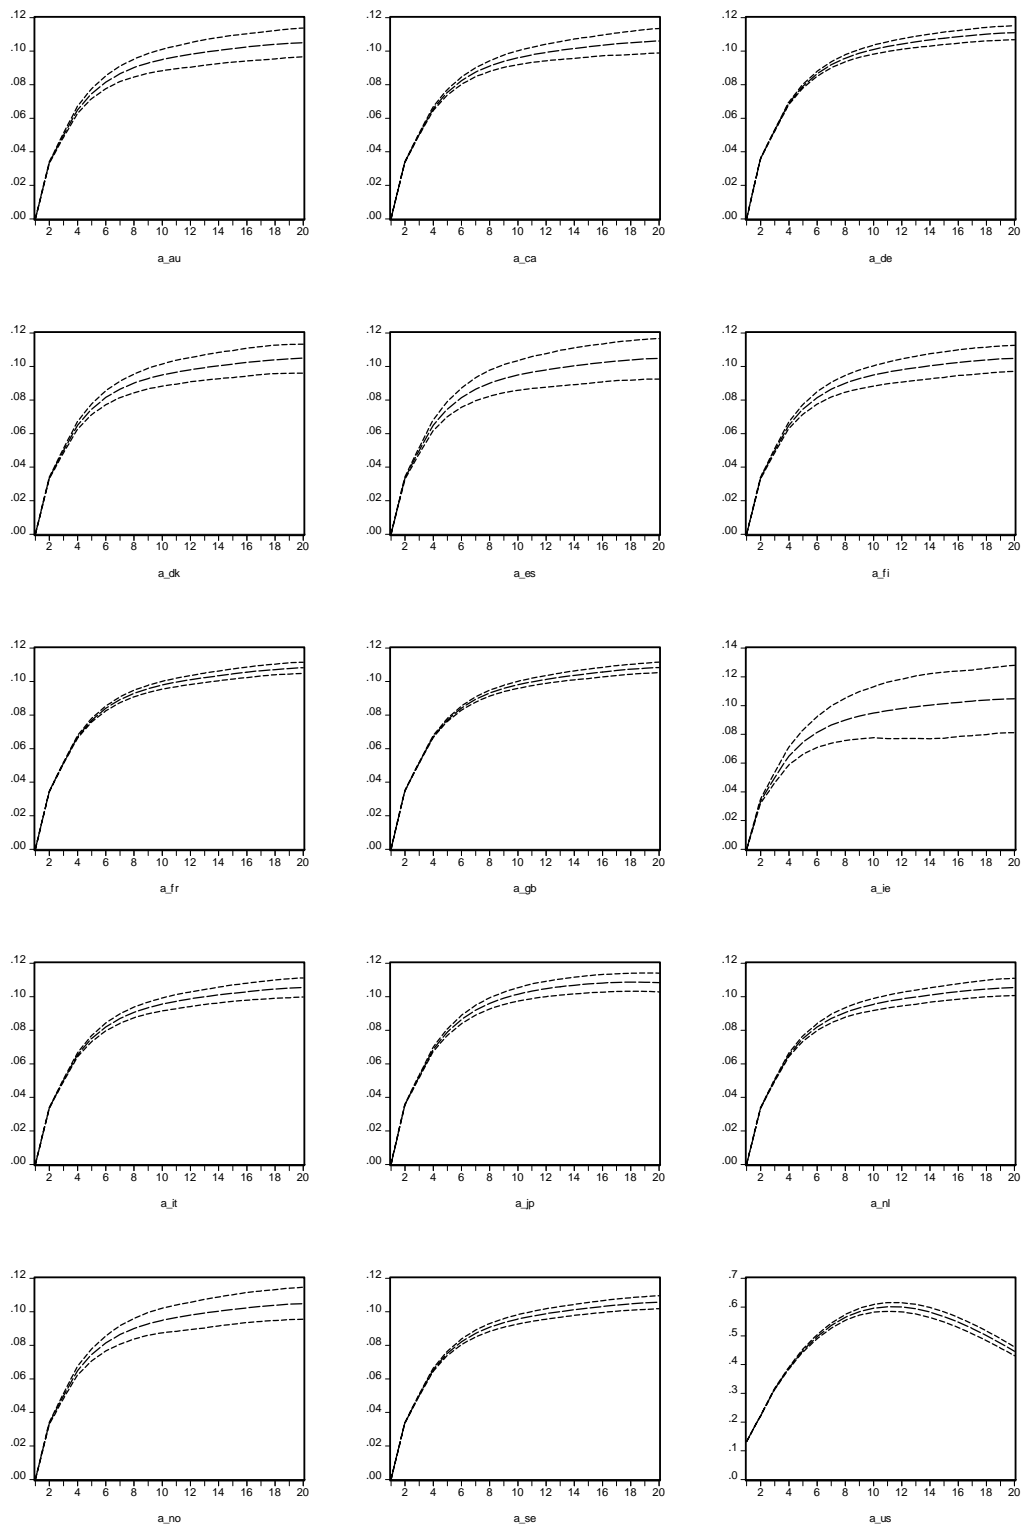 .12 .12 .12
.10 .10 .10
.08 .08 .08
.06 .06 .06
.04 .04 .04
.02 .02 .02
.00 .00 .00
2 4 6 8 10 12 14 16 18 20 2 4 6 8 10 12 14 16 18 20 2 4 6 8 10 12 14 16 18 20
a_au a_ca a_de
.12 .12 .12
.10 .10 .10
.08 .08 .08
.06 .06 .06
.04 .04 .04
.02 .02 .02
.00 .00 .00
2 4 6 8 10 12 14 16 18 20 2 4 6 8 10 12 14 16 18 20 2 4 6 8 10 12 14 16 18 20
a_dk a_es a_fi
.12 .12 .14
.10 .10 .12
.08 .08 .10
.06 .06 .08
.04 .04 .06
.02 .02 .04
.00 .00 .02
.00
2 4 6 8 10 12 14 16 18 20 2 4 6 8 10 12 14 16 18 20 2 4 6 8 10 12 14 16 18 20
a_fr a_gb a_ie
.12 .12 .12
.10 .10 .10
.08 .08 .08
.06 .06 .06
.04 .04 .04
.02 .02 .02
.00 .00 .00
2 4 6 8 10 12 14 16 18 20 2 4 6 8 10 12 14 16 18 20 2 4 6 8 10 12 14 16 18 20
a_it a_jp a_nl
.12 .12 .7
.10 .10 .6
.08 .08 .5
.06 .06 .4
.04 .04 .3
.02 .02 .2
.00 .00 .1
.0
2 4 6 8 10 12 14 16 18 20 2 4 6 8 10 12 14 16 18 20 2 4 6 8 10 12 14 16 18 20
a_no a_se a_us